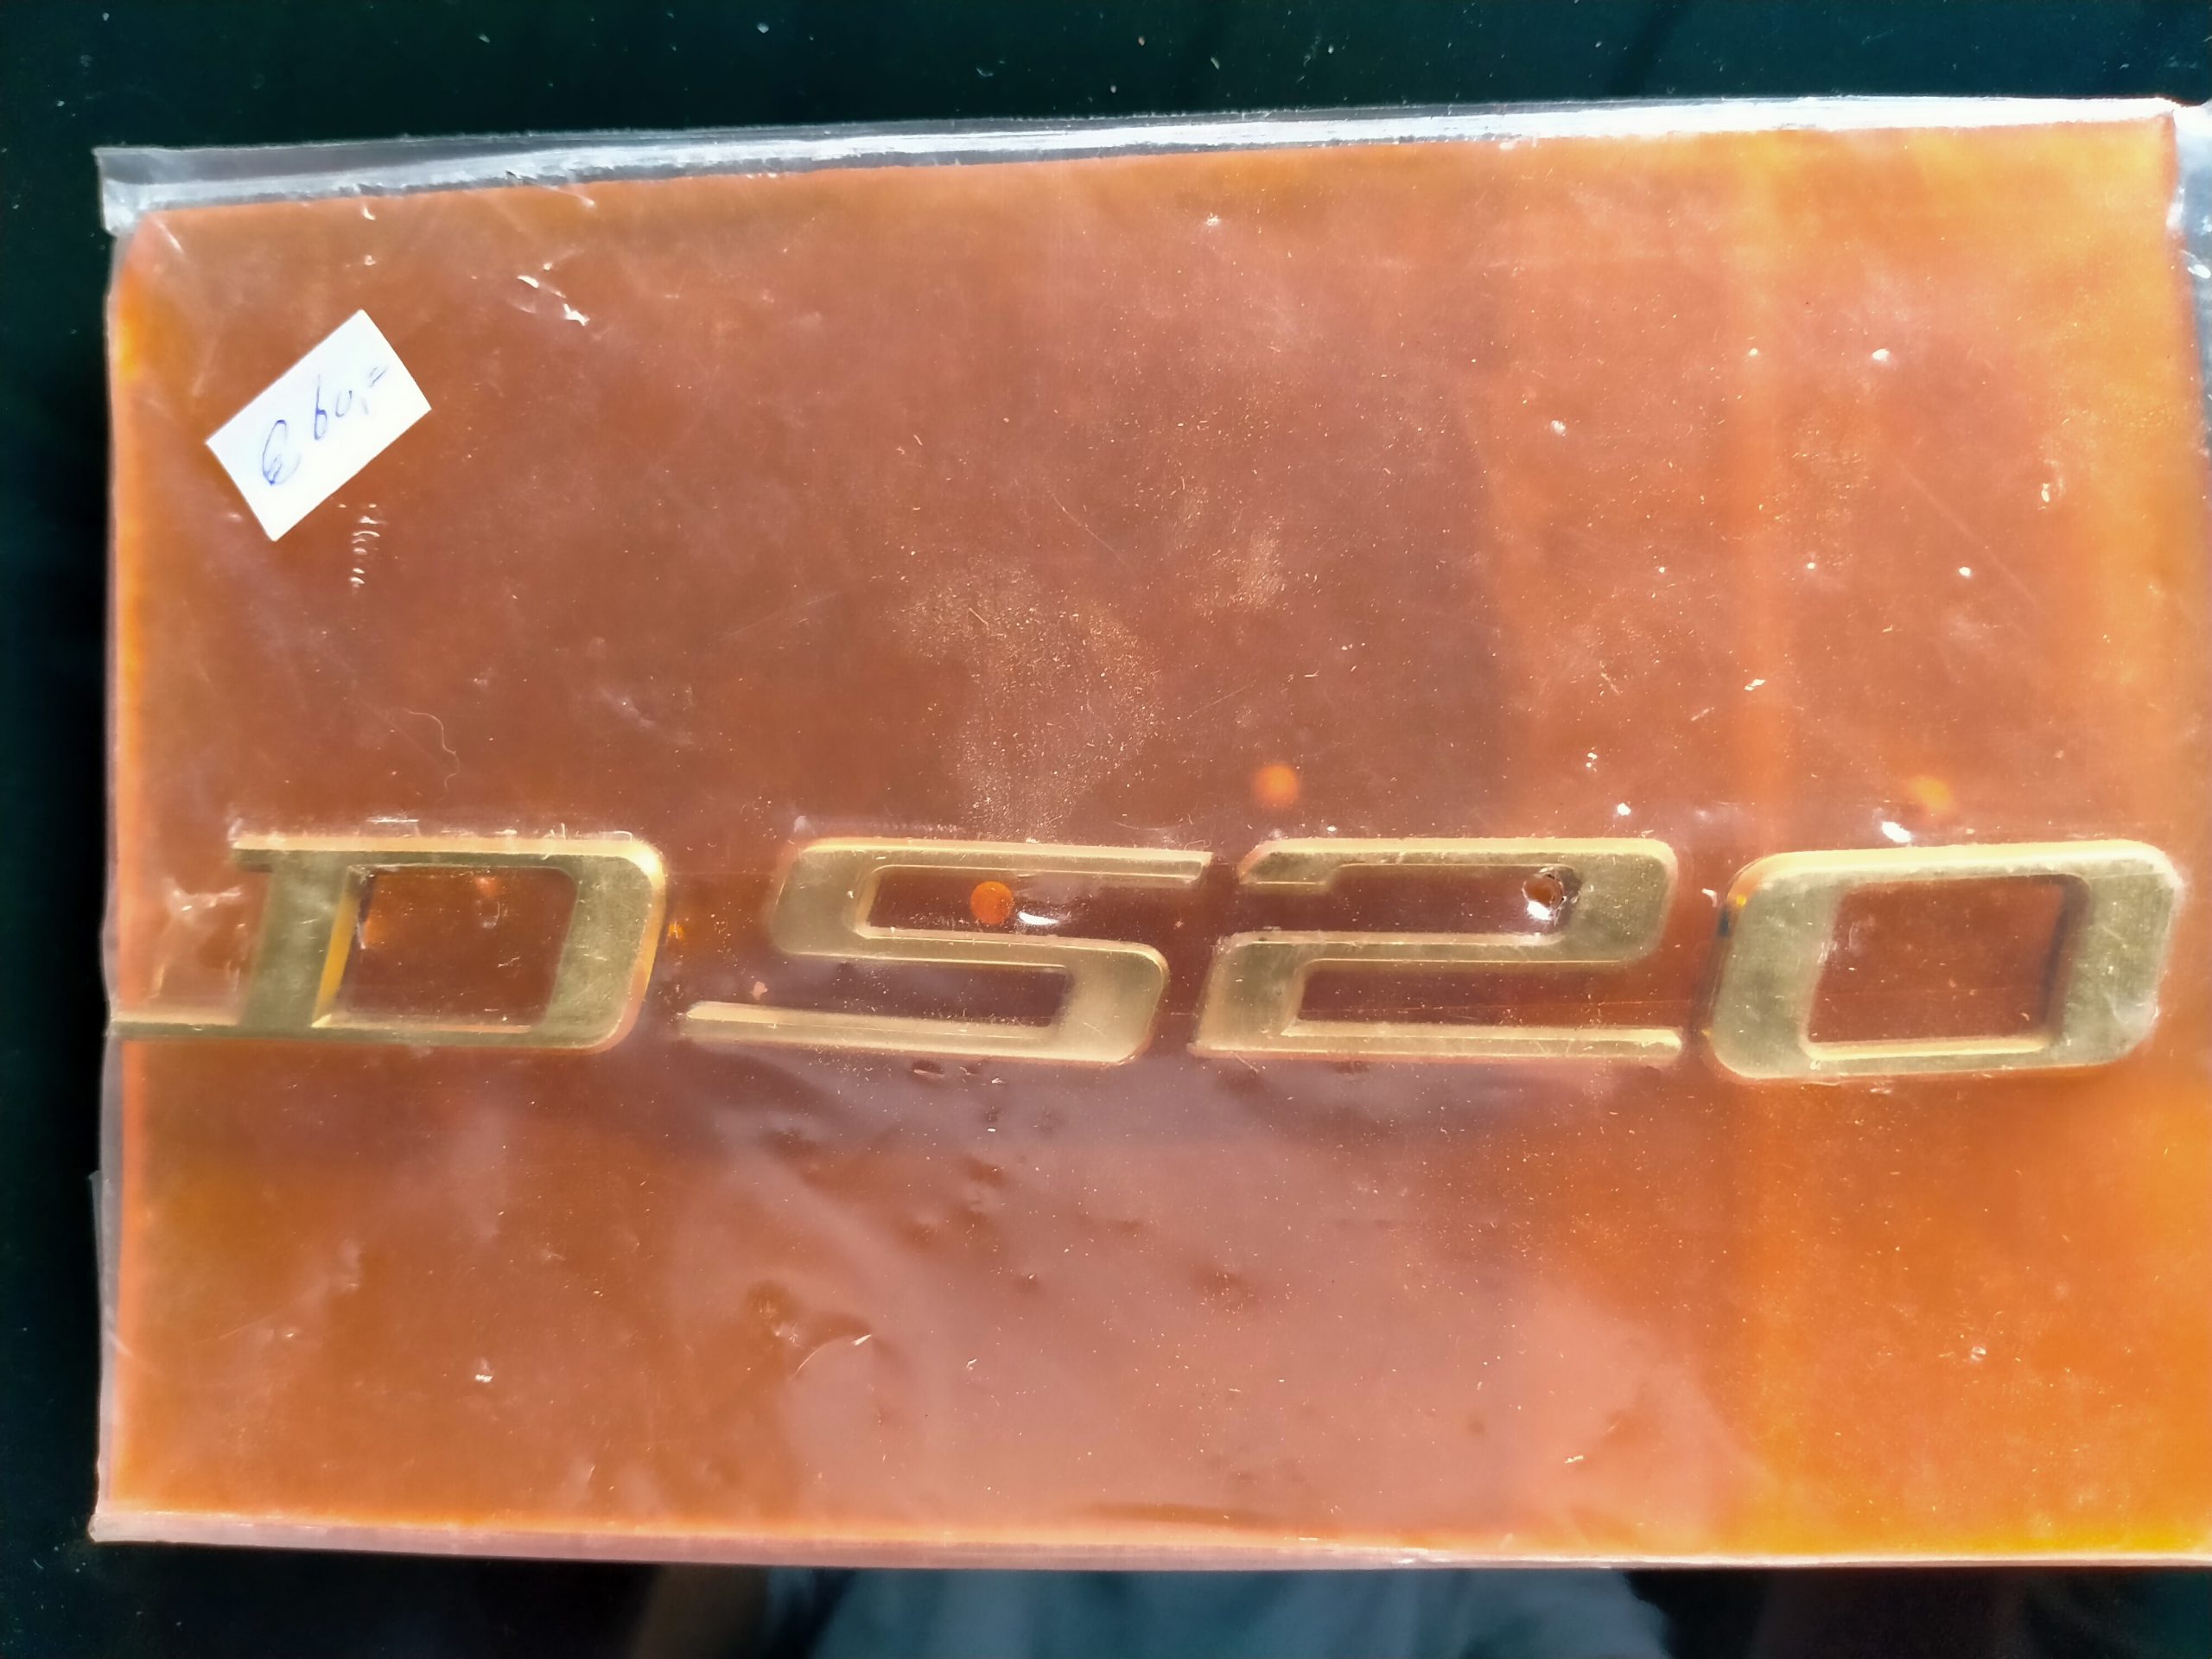 € 60,=
DS20